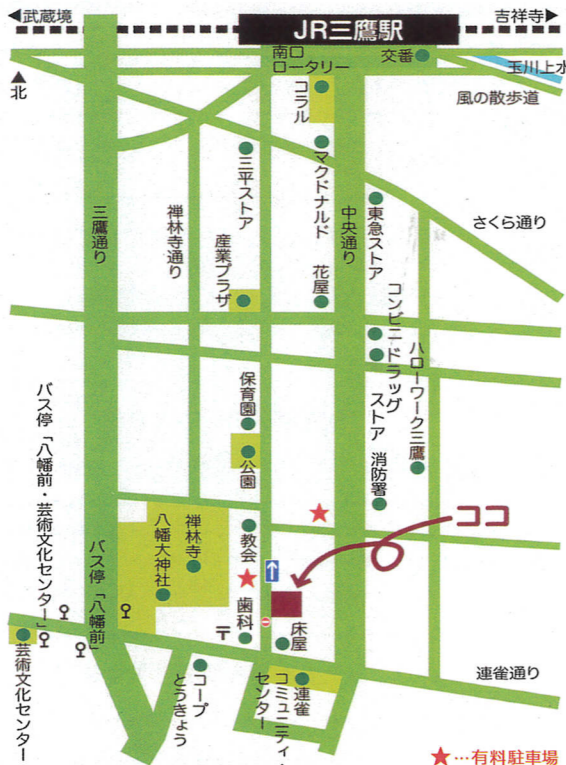 ◀武蔵境
JR三鷹駅
吉祥寺▶
南口
ロータリー
交番
玉川上水
▲
北
コラル
風の散歩道
三鷹通り
禅林寺通り
三平ストア
マクドナルド
中央通り
東急ストア
さくら通り
産業プラザ
花屋
コンビニ
ドラッグ
ストア
ハローワーク三鷹
保育園
公園
消防署
バス停「八幡前・芸術文化センター」
バス停「八幡前」
八幡大神社
禅林寺
教会
ココ
歯科
〒
床屋
連雀通り
芸術文化センター
コープ
とうきょう
連雀
コミュニティ・
センター
★…有料駐車場